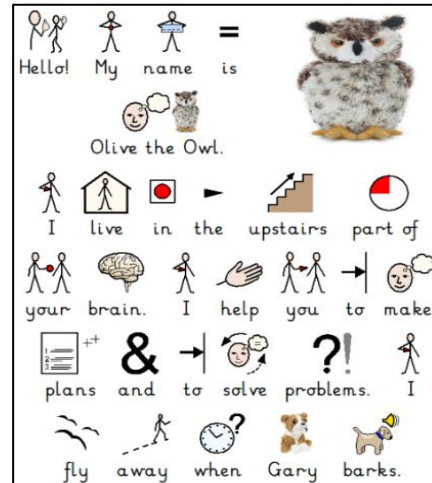 Hello! My name is
Olive the Owl.
I live in the upstairs part of
your brain. I help you to make
plans and to solve problems. I
fly away when Gary barks.